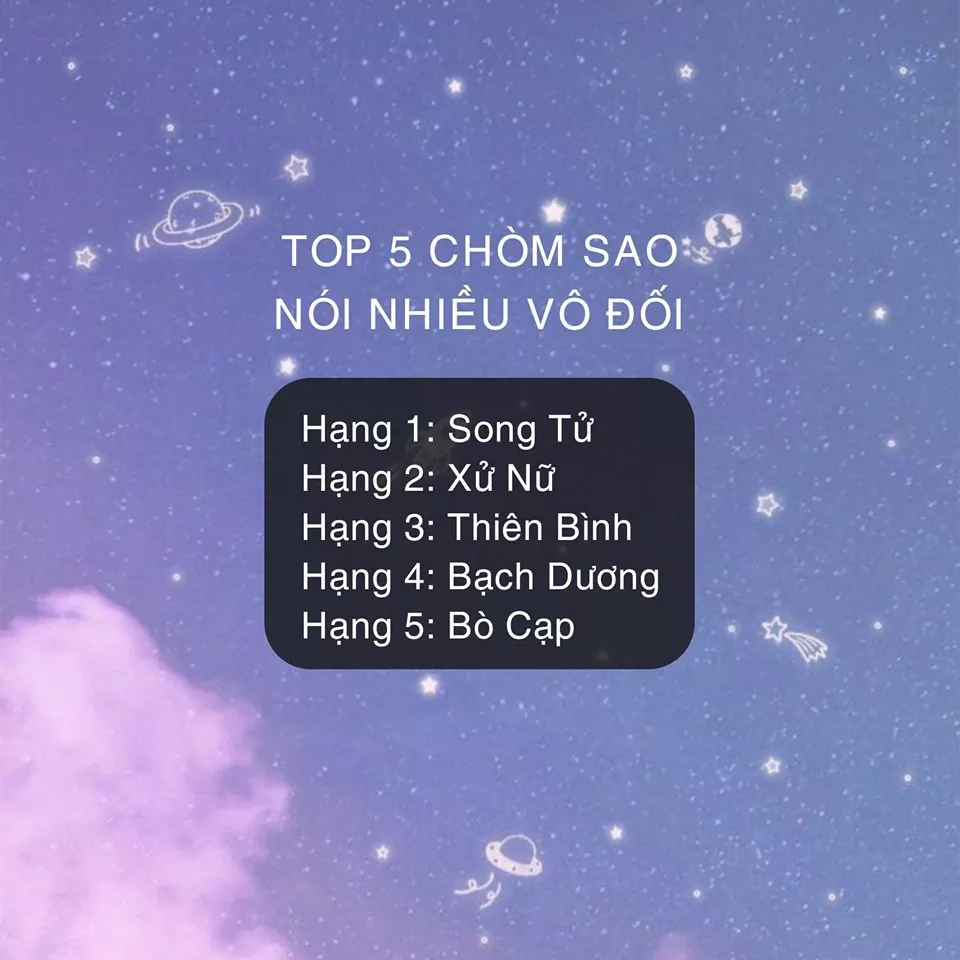 TOP 5 CHÒM SAO
NÓI NHIỀU VÔ ĐỐI
Hạng 1: Song Tử
Hạng 2: Xử Nữ
Hạng 3: Thiên Bình
Hạng 4: Bạch Dương
Hạng 5: Bò Cạp